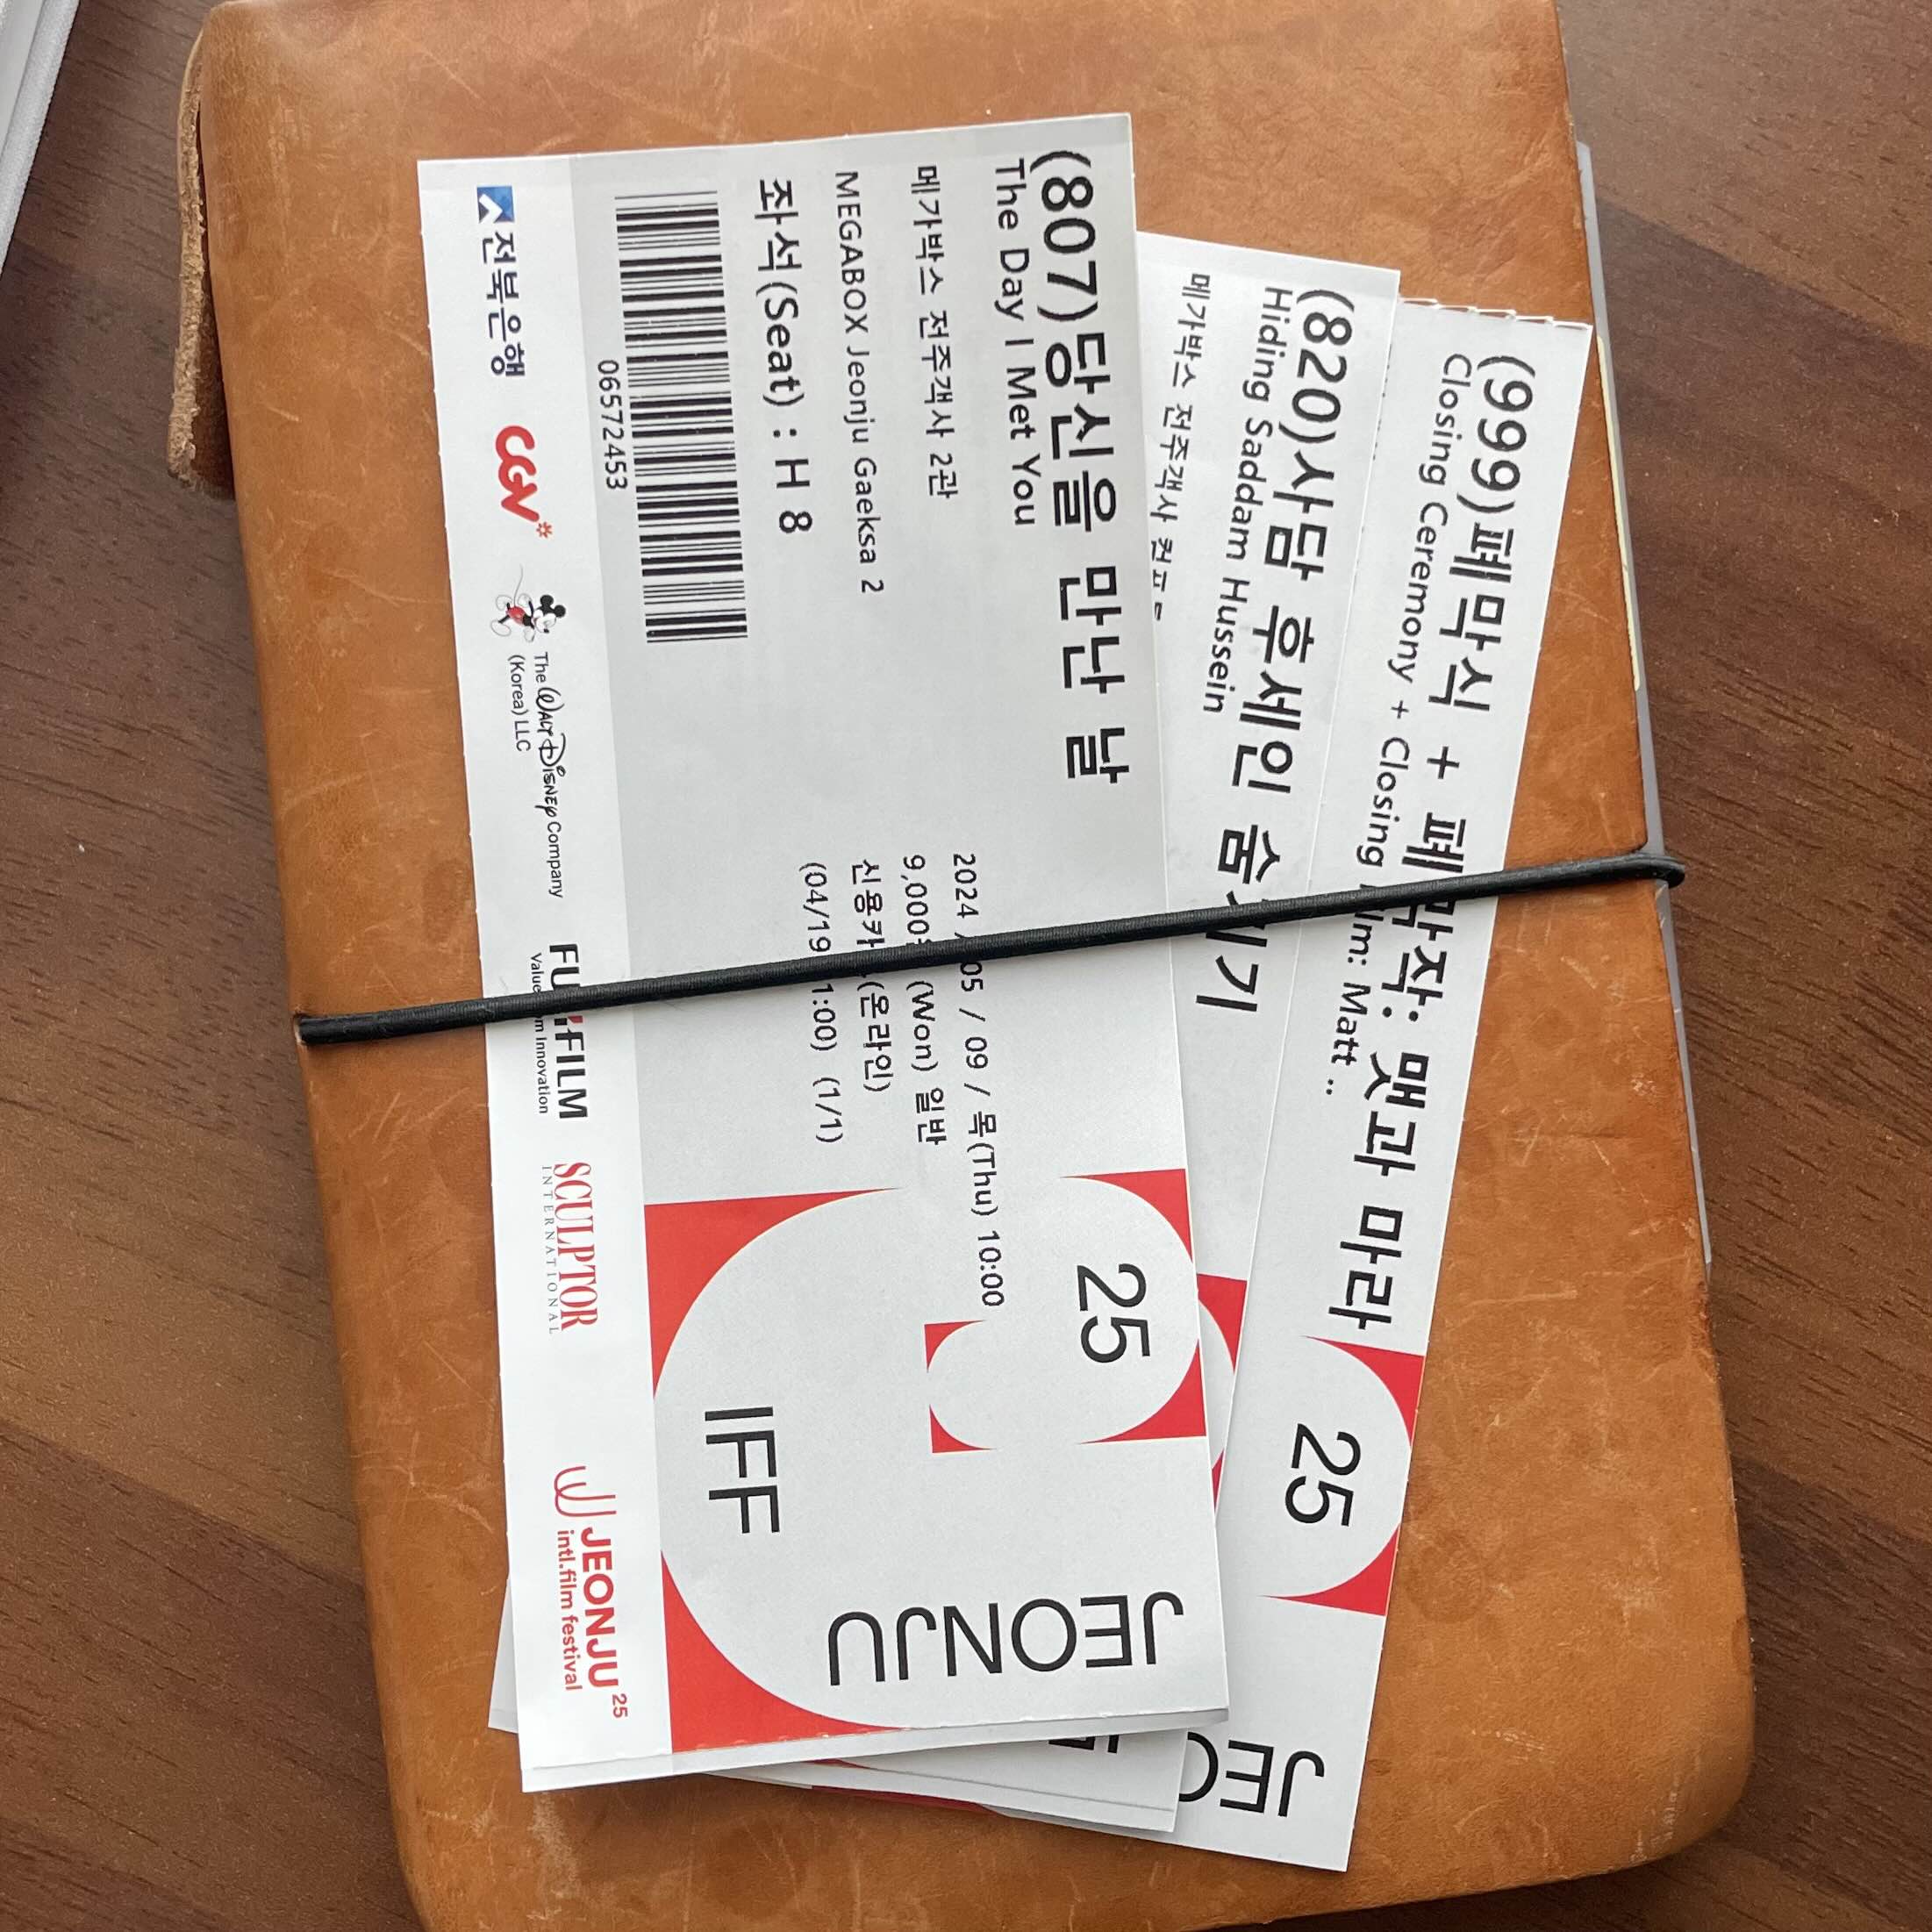 (807)당신을 만난 날
The Day I Met You
메가박스 전주객사 2관
MEGABOX Jeonju Gaeksa 2
좌석(Seat) : H 8
06572453
2024 / 05 / 09 / 목(Thu) 10:00
9,000 (Won) 일반
(온라인)
(04/19 1:00) (1/1)
25
IFF
JEONJU
전북은행
CGV
The Walt Disney Company
(Korea) LLC
FUJIFILM
Value from Innovation
SCULPTOR
INTERNATIONAL
JEONJU 25
intl.film festival
(820)사담 후세인 숨기기
Hiding Saddam Hussein
메가박스 전주객사
(999)폐막식 + 폐막작: 맷과 마라
Closing Ceremony + Closing Film: Matt ..
25
JEO